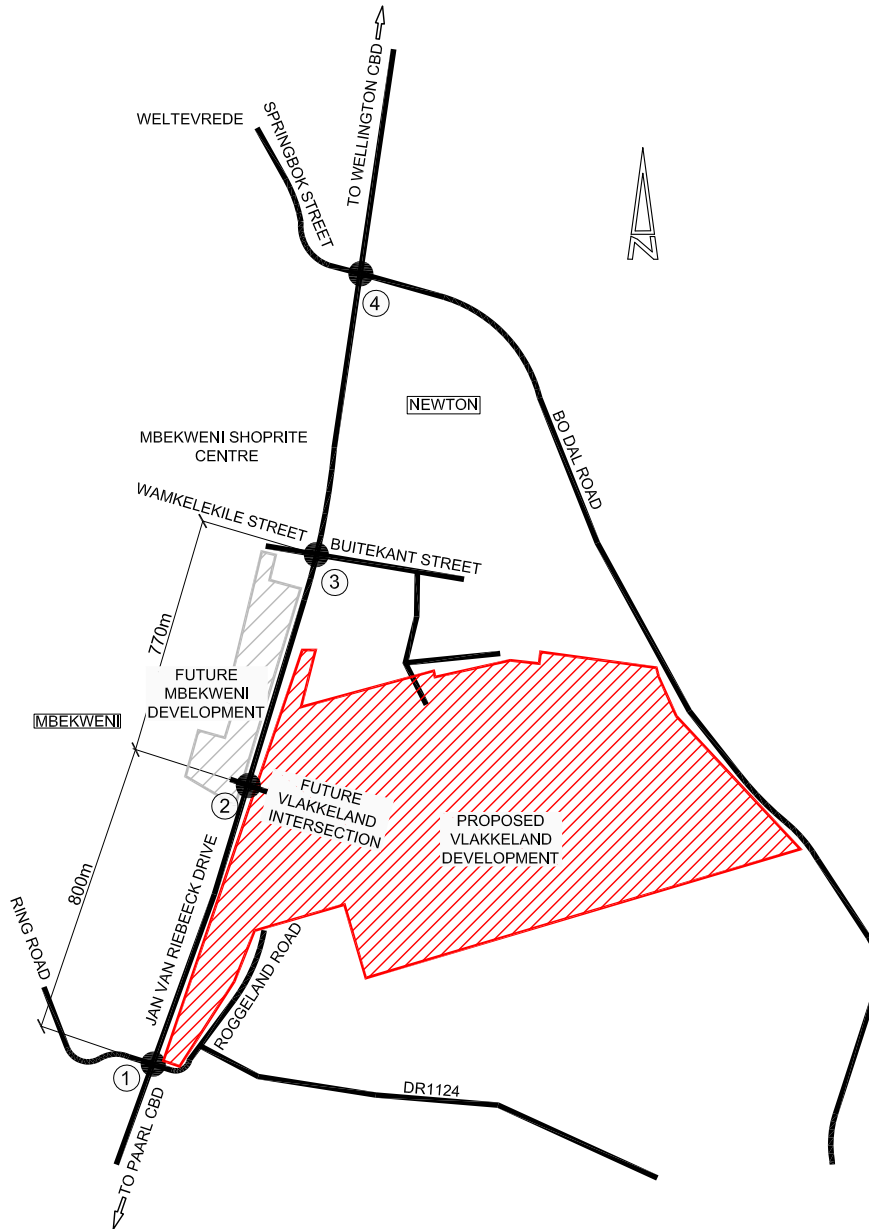 TO WELLINGTON CBD
WELTEVREDE
SPRINGBOK STREET
N
4
NEWTON
BO DAL ROAD
MBEKWENI SHOPRITE
CENTRE
WAMKELEKILE STREET
BUITEKANT STREET
3
770m
FUTURE
MBEKWENI
DEVELOPMENT
MBEKWENI
2
FUTURE
VLAKKELAND
INTERSECTION
PROPOSED
VLAKKELAND
DEVELOPMENT
800m
JAN VAN RIEBEECK DRIVE
RING ROAD
ROGGELAND ROAD
1
DR1124
TO PAARL CBD